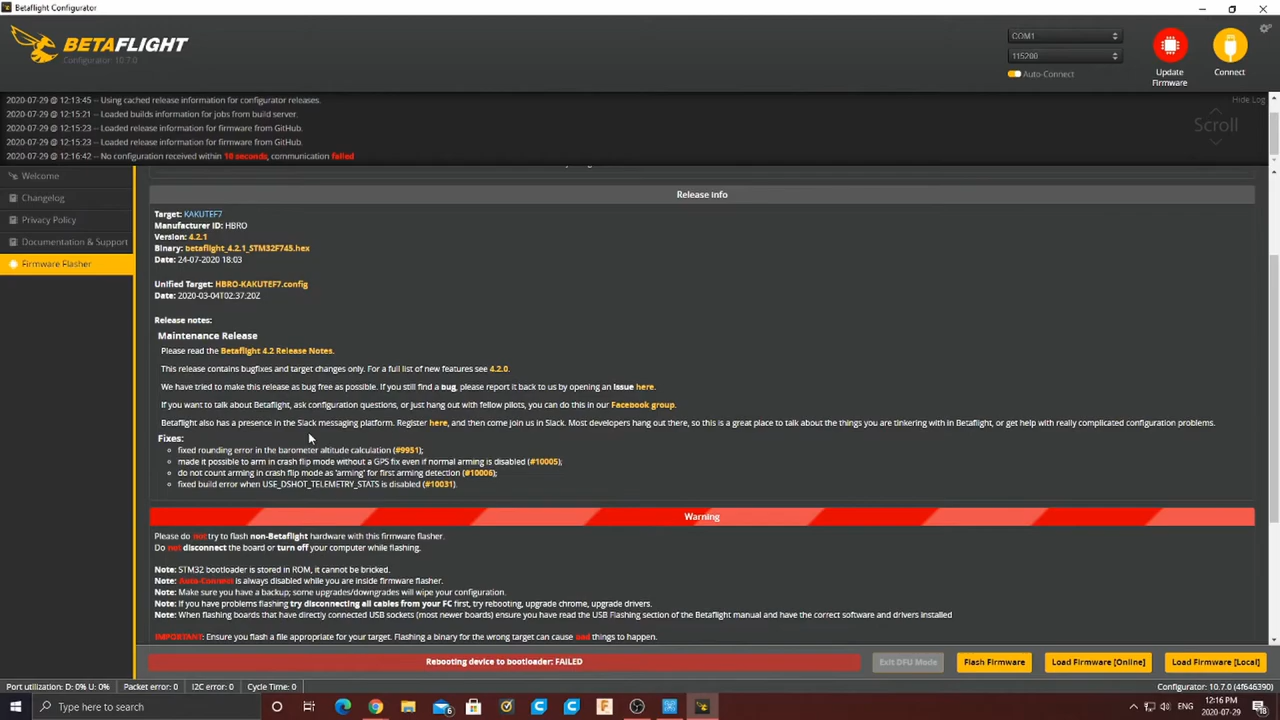 Betaflight Configurator
BETAFLIGHT
Configurator: 10.7.0
COM1
115200
Auto-Connect
Update
Firmware
Connect
Hide Log
Scroll
2020-07-29 @ 12:13:45 -- Using cached release information for configurator releases.
2020-07-29 @ 12:15:21 -- Loaded builds information for jobs from build server.
2020-07-29 @ 12:15:23 -- Loaded release information for firmware from GitHub.
2020-07-29 @ 12:15:23 -- Loaded release information for firmware from GitHub.
2020-07-29 @ 12:16:42 -- No configuration received within 10 seconds, communication failed
Welcome
Changelog
Privacy Policy
Documentation & Support
Firmware Flasher
Release info
Target: KAKUTEF7
Manufacturer ID: HBRO
Version: 4.2.1
Binary: betaflight_4.2.1_STM32F745.hex
Date: 24-07-2020 18:03
Unified Target: HBRO-KAKUTEF7.config
Date: 2020-03-04T02:37:20Z
Release notes:
Maintenance Release
Please read the Betaflight 4.2 Release Notes.
This release contains bugfixes and target changes only. For a full list of new features see 4.2.0.
We have tried to make this release as bug free as possible. If you still find a bug, please report it back to us by opening an Issue here.
If you want to talk about Betaflight, ask configuration questions, or just hang out with fellow pilots, you can do this in our Facebook group.
Betaflight also has a presence in the Slack messaging platform. Register here, and then come join us in Slack. Most developers hang out there, so this is a great place to talk about the things you are tinkering with in Betaflight, or get help with really complicated configuration problems.
Fixes:
fixed rounding error in the barometer altitude calculation (#9951);
made it possible to arm in crash flip mode without a GPS fix even if normal arming is disabled (#10005);
do not count arming in crash flip mode as 'arming' for first arming detection (#10006);
fixed build error when USE_DSHOT_TELEMETRY_STATS is disabled (#10031).
Warning
Please do not try to flash non-Betaflight hardware with this firmware flasher.
Do not disconnect the board or turn off your computer while flashing.
Note: STM32 bootloader is stored in ROM, it cannot be bricked.
Note: Auto-Connect is always disabled while you are inside firmware flasher.
Note: Make sure you have a backup; some upgrades/downgrades will wipe your configuration.
Note: If you have problems flashing try disconnecting all cables from your FC first, try rebooting, upgrade chrome, upgrade drivers.
Note: When flashing boards that have directly connected USB sockets (most newer boards) ensure you have read the USB Flashing section of the Betaflight manual and have the correct software and drivers installed
IMPORTANT: Ensure you flash a file appropriate for your target. Flashing a binary for the wrong target can cause bad things to happen.
Rebooting device to bootloader: FAILED
Exit DFU Mode
Flash Firmware
Load Firmware [Online]
Load Firmware [Local]
Port utilization: D: 0% U: 0%
Packet error: 0
I2C error: 0
Cycle Time: 0
Configurator: 10.7.0 (4f646390)
Type here to search
6
ENG
12:16 PM
2020-07-29
18